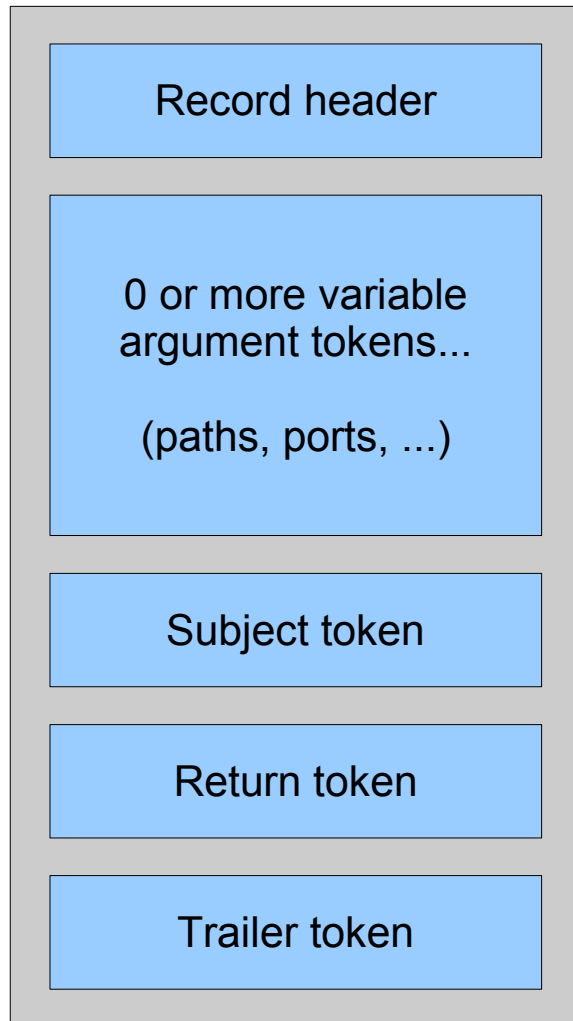 Record header
0 or more variable
argument tokens...
(paths, ports, ...)
Subject token
Return token
Trailer token